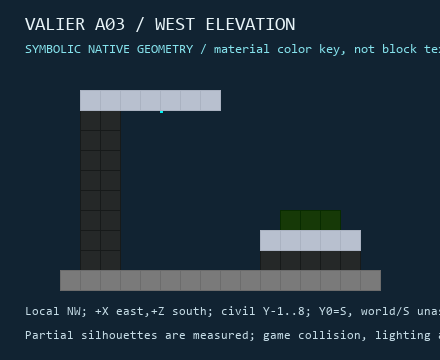 VALIER A03 / WEST ELEVATION
SYMBOLIC NATIVE GEOMETRY / material color key, not block
Local NW; +X east,+Z south; civil Y-1..8; Y0=S, world/S
Partial silhouettes are measured; game collision, lighting